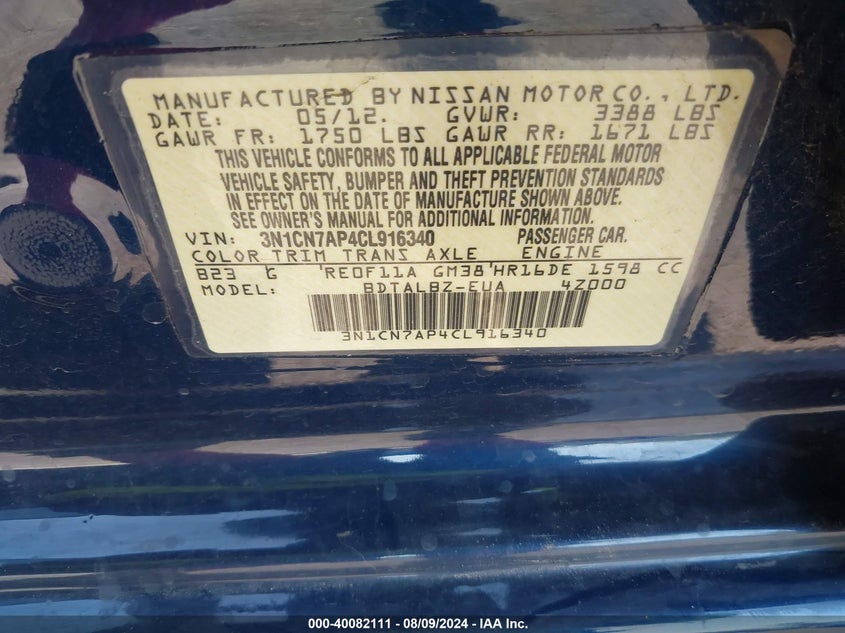 MANUFACTURED BY NISSAN MOTOR CO., LTD.
DATE: 05/12. GVWR: 3388 LBS
GAWR FR: 1750 LBS GAWR RR: 1671 LBS
THIS VEHICLE CONFORMS TO ALL APPLICABLE FEDERAL MOTOR
VEHICLE SAFETY, BUMPER AND THEFT PREVENTION STANDARDS
IN EFFECT ON THE DATE OF MANUFACTURE SHOWN ABOVE.
SEE OWNER'S MANUAL FOR ADDITIONAL INFORMATION.
VIN: 3N1CN7AP4CL916340 PASSENGER CAR.
COLOR TRIM TRANS AXLE ENGINE
B23 G RE0F11A GM38 HR16DE 1598 CC
MODEL: BDTALBZ-EUA 4Z000
3N1CN7AP4CL916340
000-40082111 - 08/09/2024 - IAA Inc.